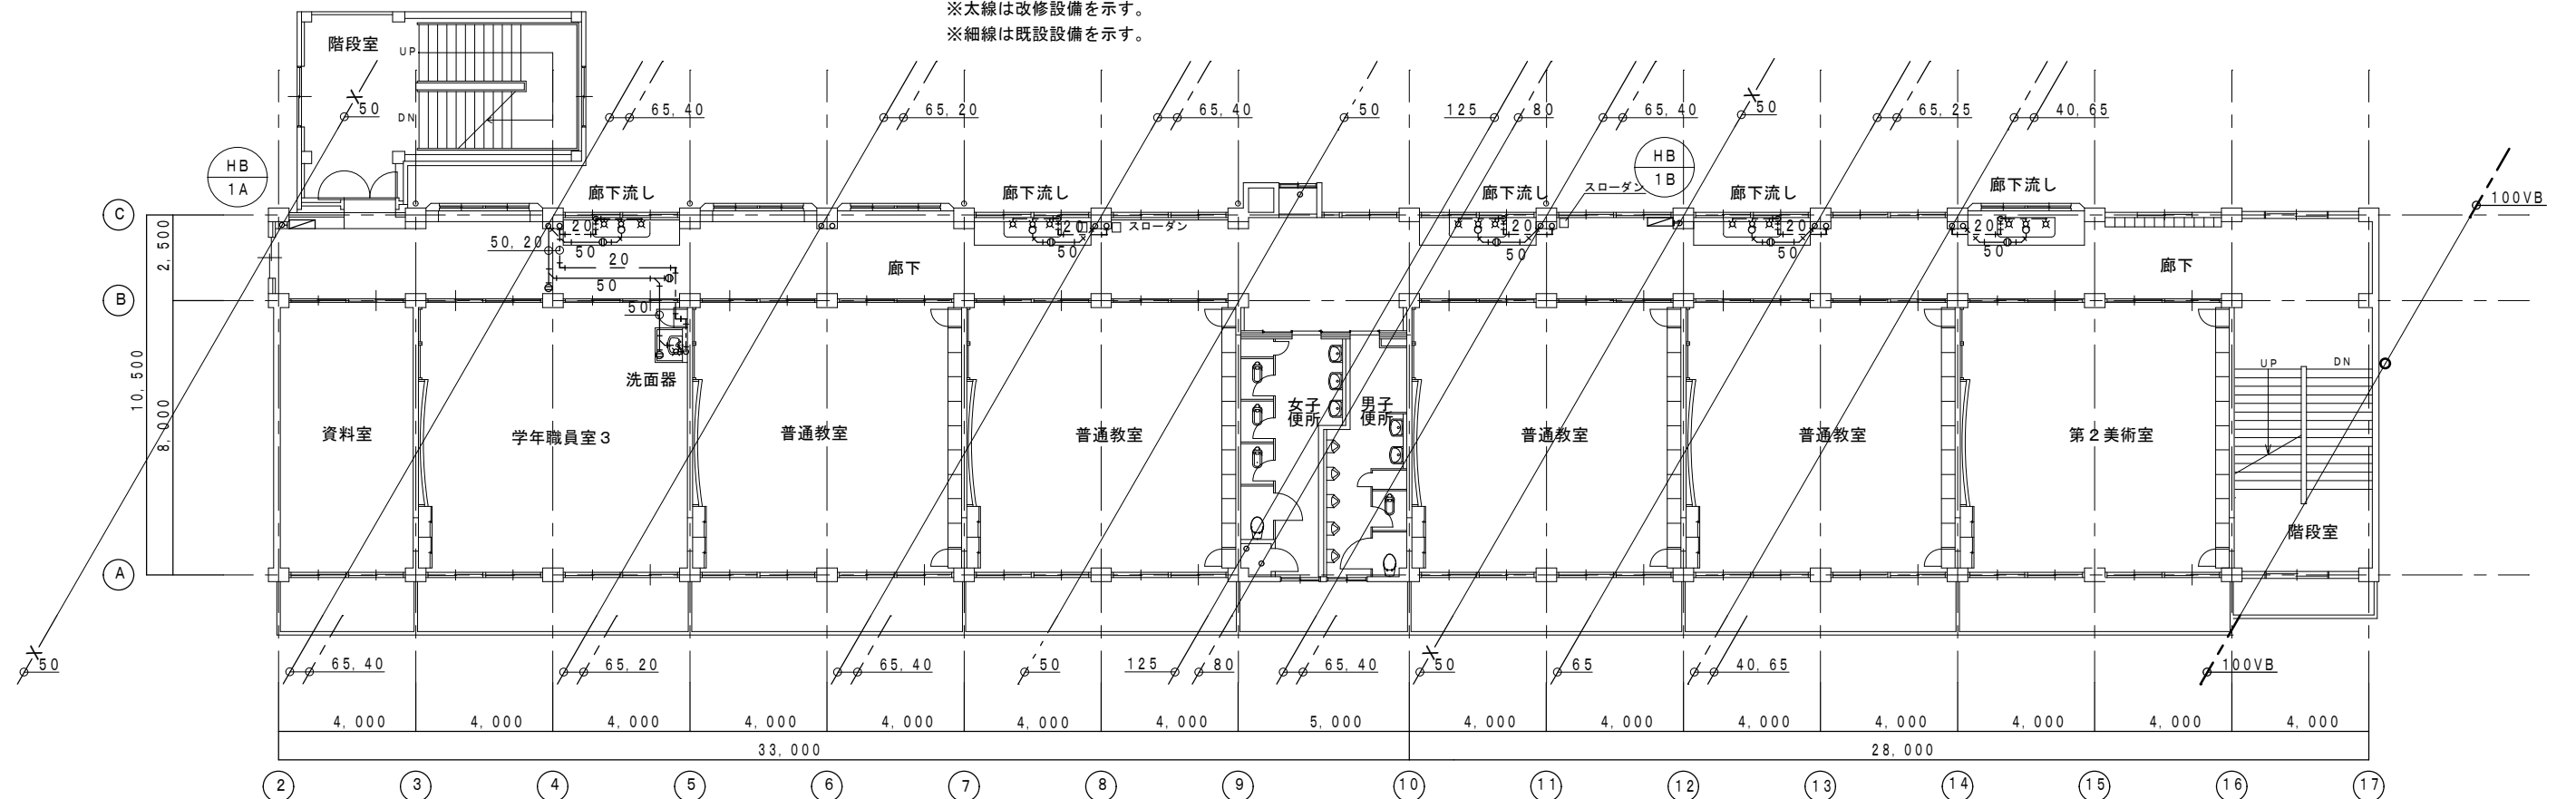 ※太線は改修設備を示す。
※細線は既設設備を示す。
階段室
UP
DN
50
65, 40
65, 20
65, 40
50
125
80
65, 40
50
65, 25
40, 65
HB
1A
HB
1B
100VB
廊下流し
廊下流し
廊下流し
スローダン
廊下流し
廊下流し
C
20
50, 20
50
20
50
20
50
スローダン
20
50
20
50
20
50
2, 500
廊下
廊下
B
50
洗面器
10, 500
8, 000
資料室
学年職員室3
普通教室
普通教室
女子
便所
男子
便所
普通教室
普通教室
第2美術室
UP
DN
階段室
A
50
65, 40
65, 20
65, 40
50
125
80
65, 40
50
65
40, 65
100VB
4, 000
4, 000
4, 000
4, 000
4, 000
4, 000
4, 000
5, 000
4, 000
4, 000
4, 000
4, 000
4, 000
4, 000
4, 000
33, 000
28, 000
2
3
4
5
6
7
8
9
10
11
12
13
14
15
16
17